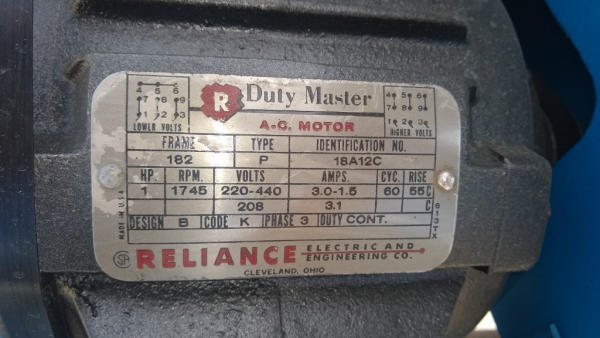 4 5 6
7 8 9
1 2 3
LOWER VOLTS
R Duty Master
A-C. MOTOR
4 5 6
7 8 9
1 2 3
HIGHER VOLTS
FRAME TYPE IDENTIFICATION NO.
182 P 18A12C
HP. RPM. VOLTS AMPS. CYC. RISE
1 1745 220-440 3.0-1.5 60 55C
208 3.1 C
DESIGN B CODE K PHASE 3 DUTY CONT.
MADE IN U.S.A.
613TX
SA
RELIANCE ELECTRIC AND
ENGINEERING CO.
CLEVELAND, OHIO